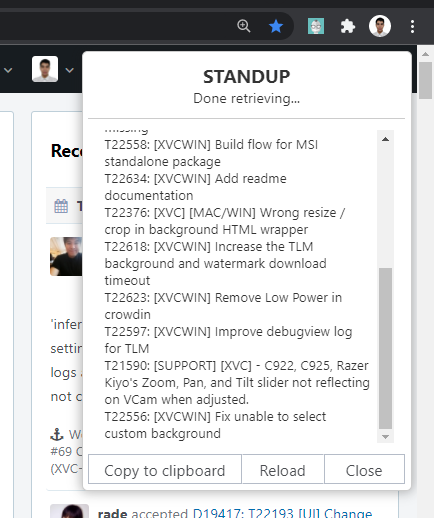 STANDUP
Done retrieving...
missing
T22558: [XVCWIN] Build flow for MSI
standalone package
T22634: [XVCWIN] Add readme
documentation
T22376: [XVC] [MAC/WIN] Wrong resize /
crop in background HTML wrapper
T22618: [XVCWIN] Increase the TLM
background and watermark download
timeout
T22623: [XVCWIN] Remove Low Power in
crowdin
T22597: [XVCWIN] Improve debugview log
for TLM
T21590: [SUPPORT] [XVC] - C922, C925, Razer
Kiyo's Zoom, Pan, and Tilt slider not reflecting
on VCam when adjusted.
T22556: [XVCWIN] Fix unable to select
custom background
Copy to clipboard
Reload
Close
Rece
T
'infer
settin
logs
not c
W
#69 C
(XVC-
rade accepted D19417: T22193 [UI] Change